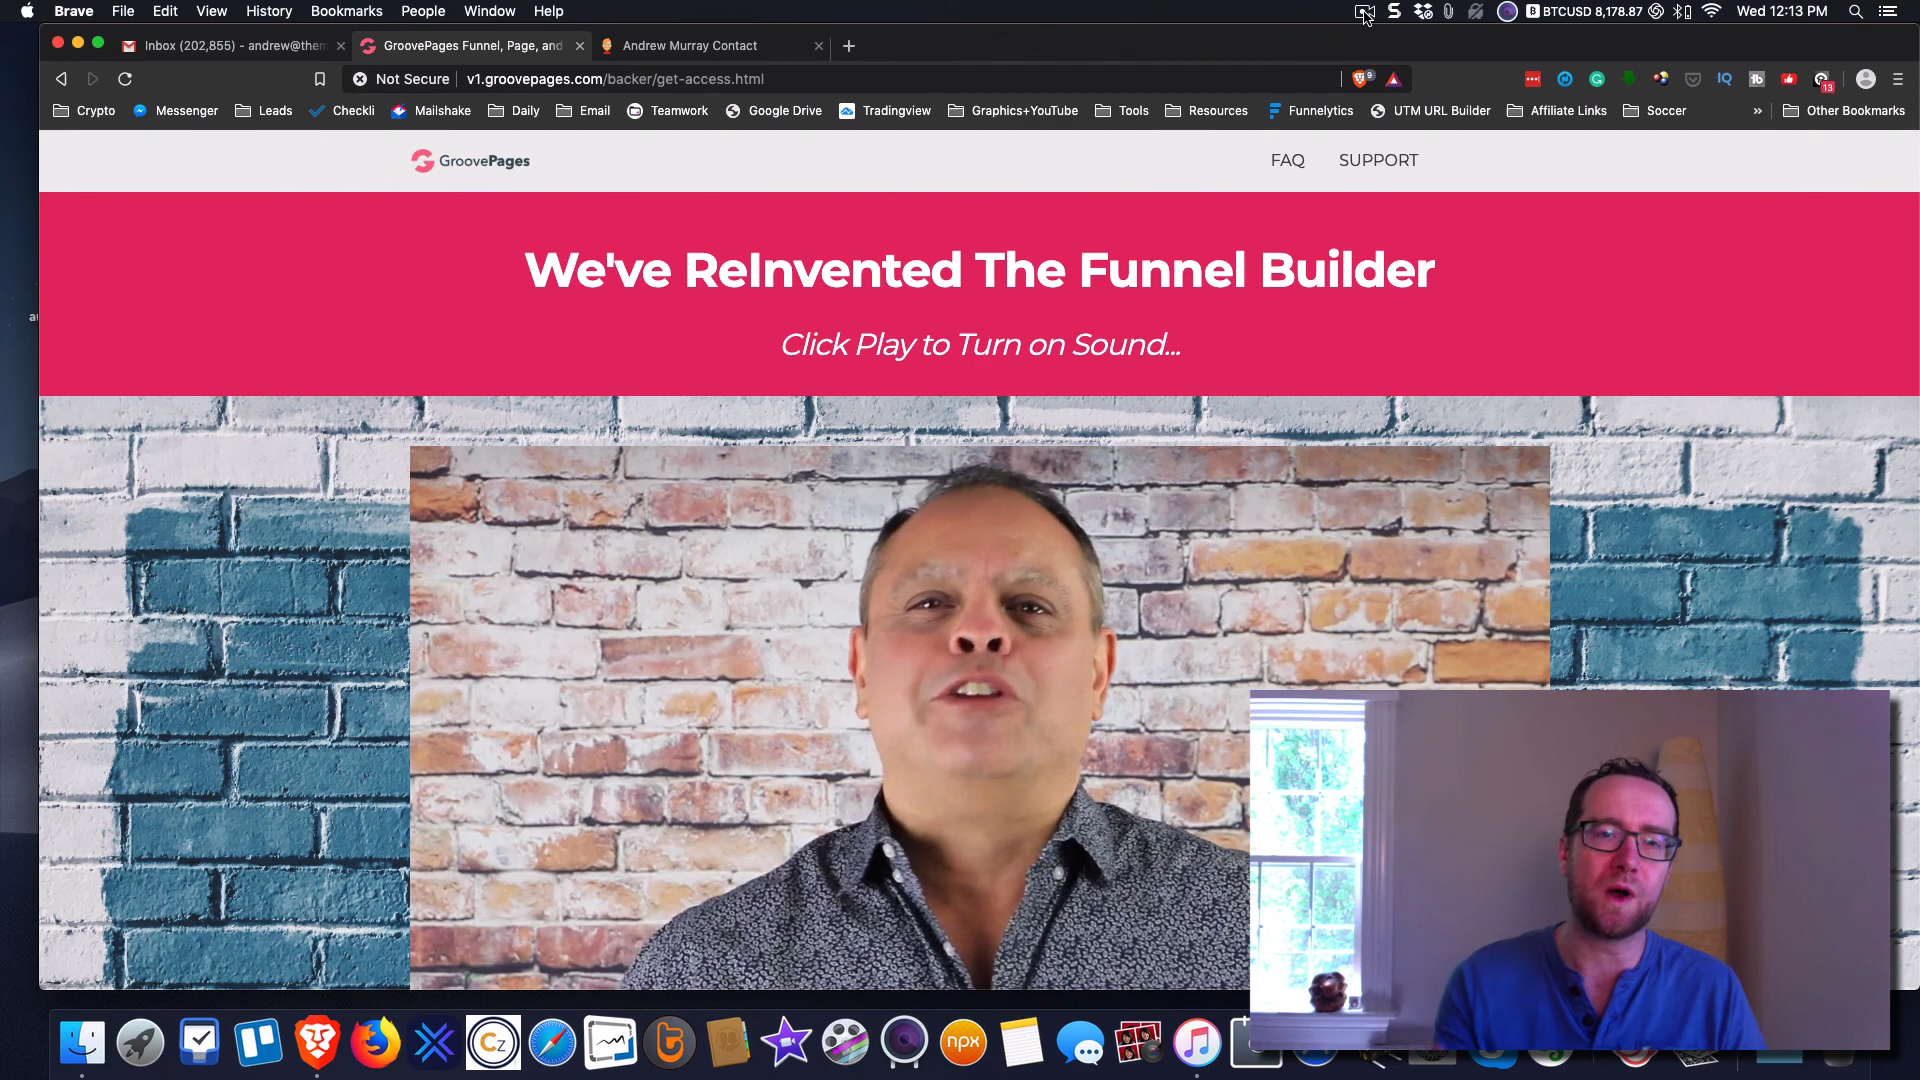 Brave File Edit View History Bookmarks People Window Help
BTCUSD 8,178.87 Wed 12:13 PM
Inbox (202,855) - andrew@them
GroovePages Funnel, Page, and
Andrew Murray Contact
Not Secure v1.groovepages.com/backer/get-access.html
9
13
Crypto Messenger Leads Checkli Mailshake Daily Email Teamwork Google Drive Tradingview Graphics+YouTube Tools Resources Funnelytics UTM URL Builder Affiliate Links Soccer » Other Bookmarks
GroovePages
FAQ SUPPORT
We've ReInvented The Funnel Builder
Click Play to Turn on Sound...
npx